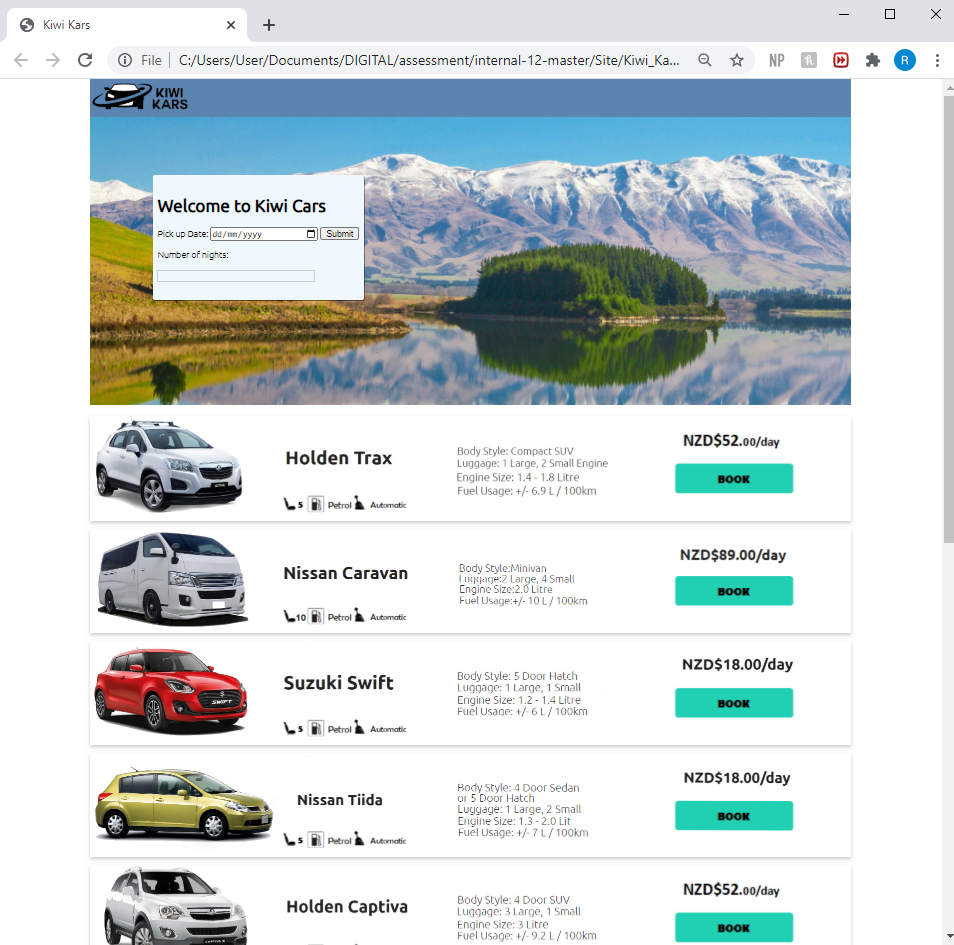 Kiwi Kars
File
C:/Users/User/Documents/DIGITAL/assessment/internal-12-master/Site/Kiwi_Ka...
NP
R
KIWI
KARS
Welcome to Kiwi Cars
Pick up Date: dd/mm/yyyy Submit
Number of nights:
Holden Trax
5 Petrol Automatic
Body Style: Compact SUV
Luggage: 1 Large, 2 Small Engine
Engine Size: 1.4 - 1.8 Litre
Fuel Usage: +/- 6.9 L / 100km
NZD$52.00/day
BOOK
Nissan Caravan
10 Petrol Automatic
Body Style:Minivan
Luggage:2 Large, 4 Small
Engine Size:2.0 Litre
Fuel Usage:+/- 10 L / 100km
NZD$89.00/day
BOOK
SWIFT
Suzuki Swift
5 Petrol Automatic
Body Style: 5 Door Hatch
Luggage: 1 Large, 1 Small
Engine Size: 1.2 - 1.4 Litre
Fuel Usage: +/- 6 L / 100km
NZD$18.00/day
BOOK
Nissan Tiida
5 Petrol Automatic
Body Style: 4 Door Sedan
or 5 Door Hatch
Luggage: 1 Large, 2 Small
Engine Size: 1.3 - 2.0 Lit
Fuel Usage: +/- 7 L / 100km
NZD$18.00/day
BOOK
CAPTIVA
Holden Captiva
Body Style: 4 Door SUV
Luggage: 3 Large, 1 Small
Engine Size: 3 Litre
Fuel Usage: +/- 9.2 L / 100km
NZD$52.00/day
BOOK